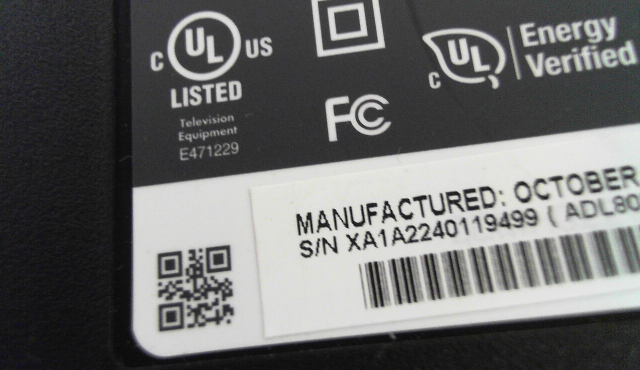 C UL US
LISTED
Television
Equipment
E471229
FC
C UL Energy
Verified
MANUFACTURED: OCTOBER
S/N XA1A2240119499 ( ADL80